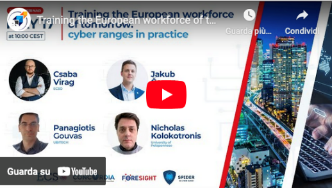 Training the European workforce of t...
Training the European workforce
of tomorrow:
cyber ranges in practice
at 10:00 CEST
Guarda più...
Condividi
Csaba
Virag
Jakub
Panagiotis
Gouvas
Nicholas
Kolokotronis
University of
Peloponnese
FORESIGHT
SPIDER
Guarda su YouTube